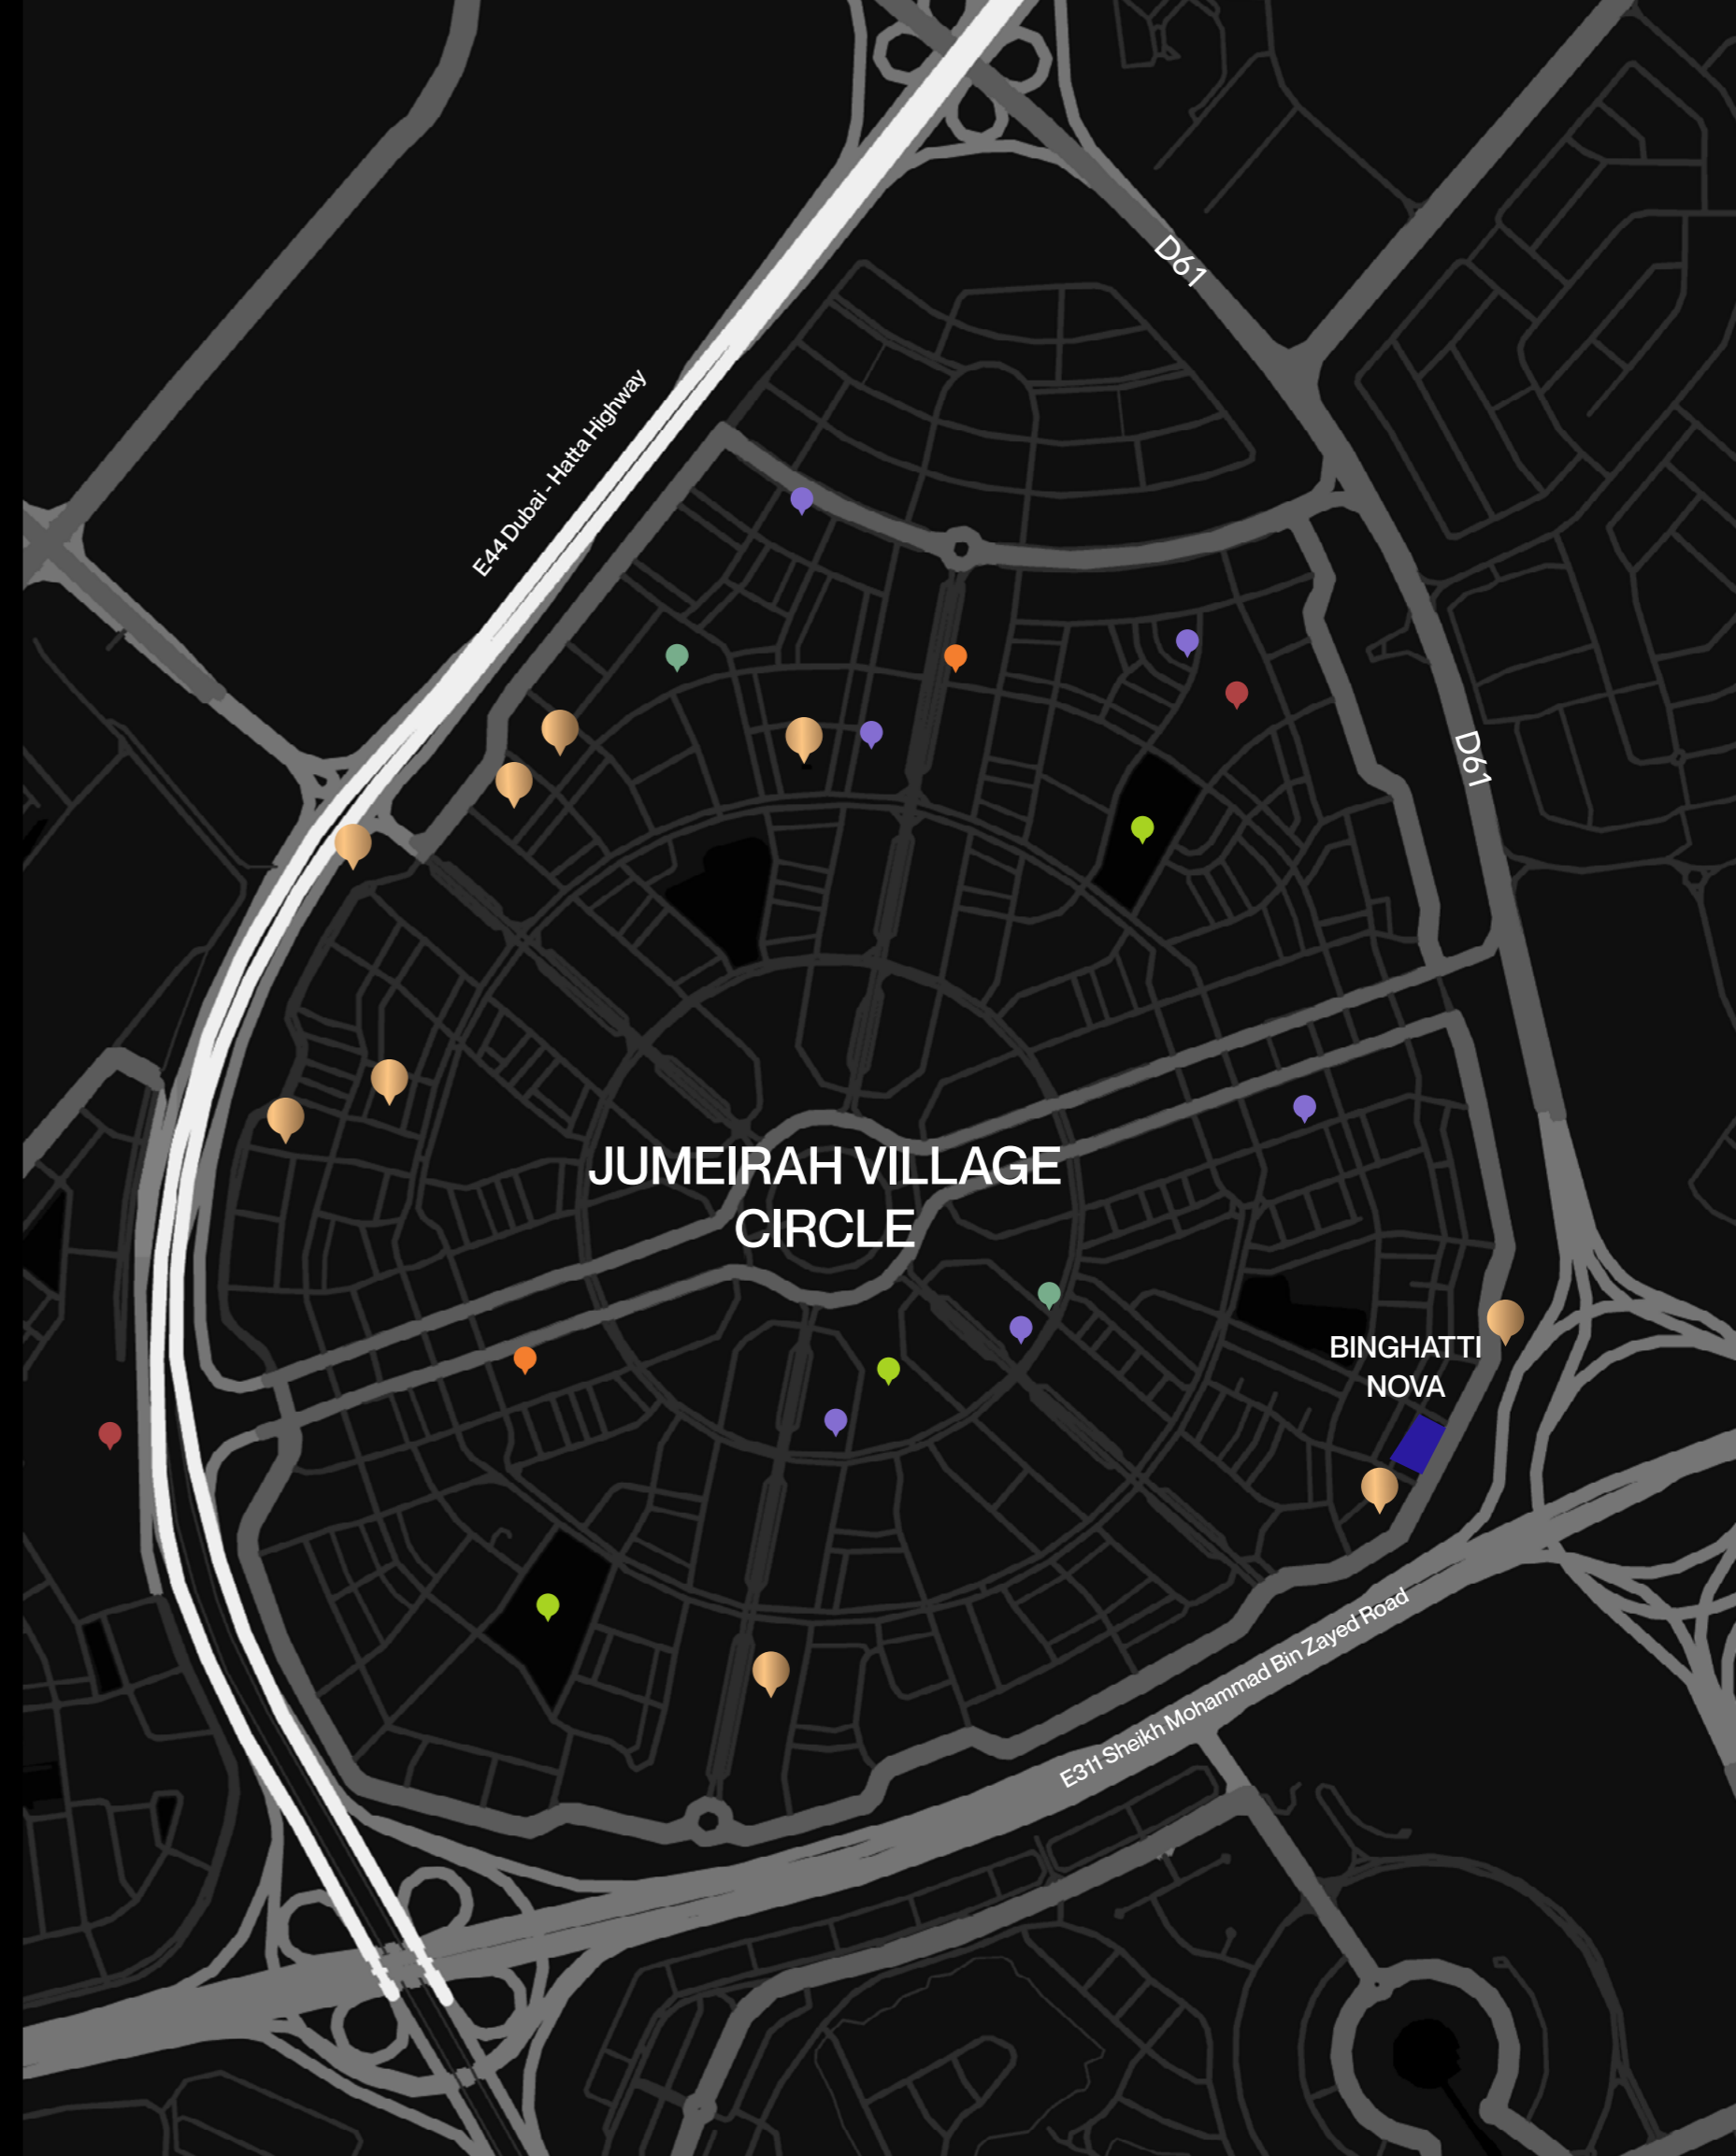 D61
E44 Dubai - Hatta Highway
D61
JUMEIRAH VILLAGE
CIRCLE
BINGHATTI
NOVA
E311 Sheikh Mohammad Bin Zayed Road